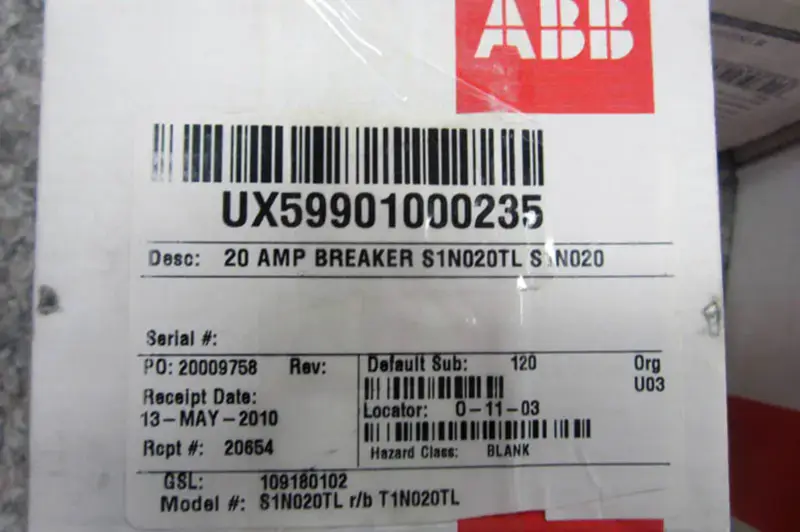 ABB
UX59901000235
Desc: 20 AMP BREAKER S1N020TL S1N020
Serial #:
PO: 20009758 Rev:
Receipt Date:
13-MAY-2010
Rcpt #: 20654
Default Sub: 120 Org
U03
Locator: 0-11-03
Hazard Class: BLANK
GSL: 109180102
Model #: S1N020TL r/b T1N020TL